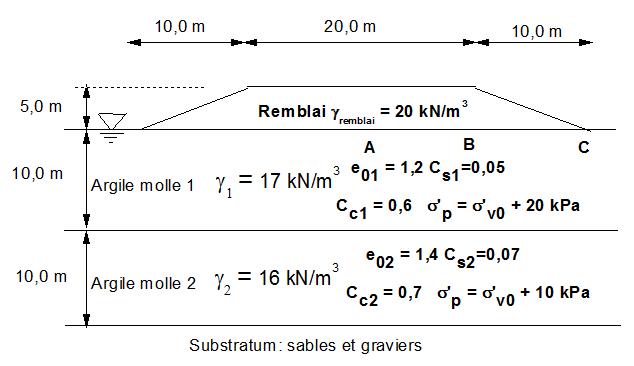 10,0 m 20,0 m 10,0 m
5,0 m
Remblai γremblai = 20 kN/m³
A B C
10,0 m
Argile molle 1 γ₁ = 17 kN/m³ e₀₁ = 1,2 Cs1=0,05
Cc1 = 0,6 σ'p = σ'v0 + 20 kPa
10,0 m
Argile molle 2 γ₂ = 16 kN/m³ e₀₂ = 1,4 Cs2=0,07
Cc2 = 0,7 σ'p = σ'v0 + 10 kPa
Substratum: sables et graviers